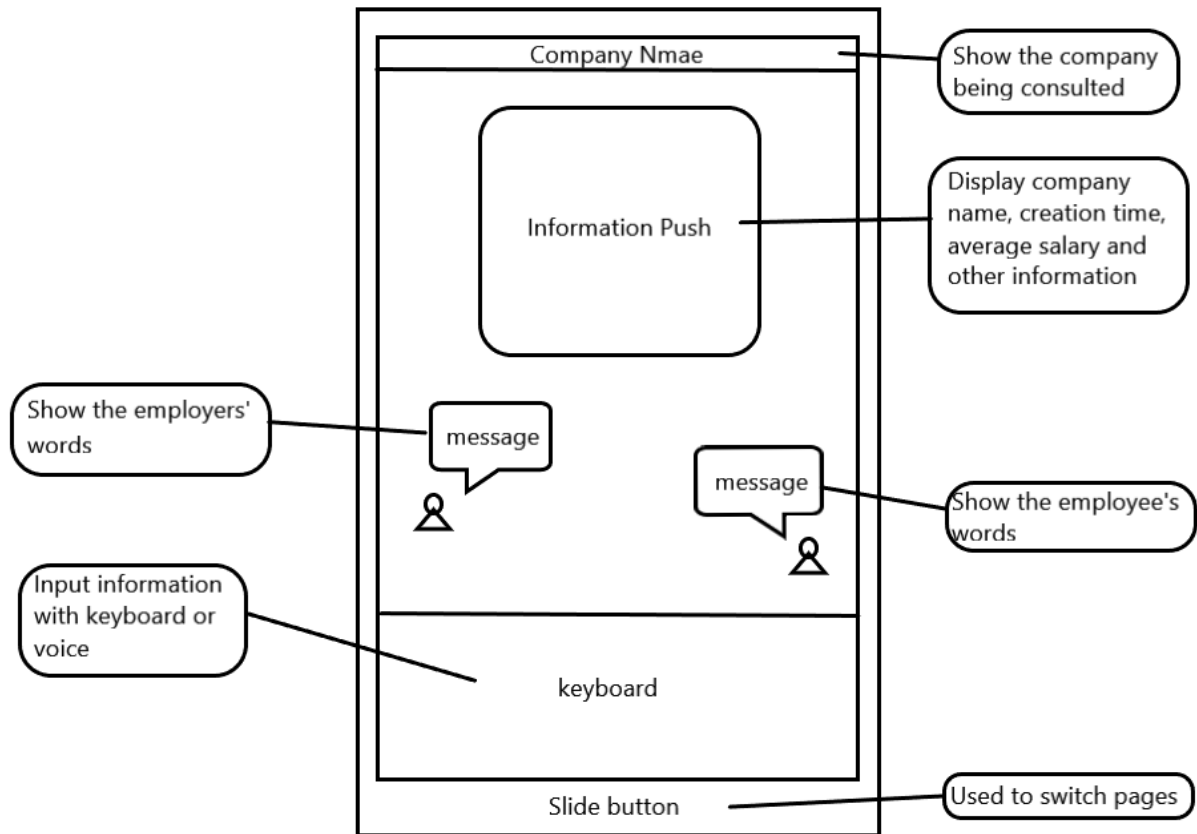 Company Nmae
Show the company
being consulted
Information Push
Display company
name, creation time,
average salary and
other information
Show the employers'
words
message
message
Show the employee's
words
Input information
with keyboard or
voice
keyboard
Slide button
Used to switch pages